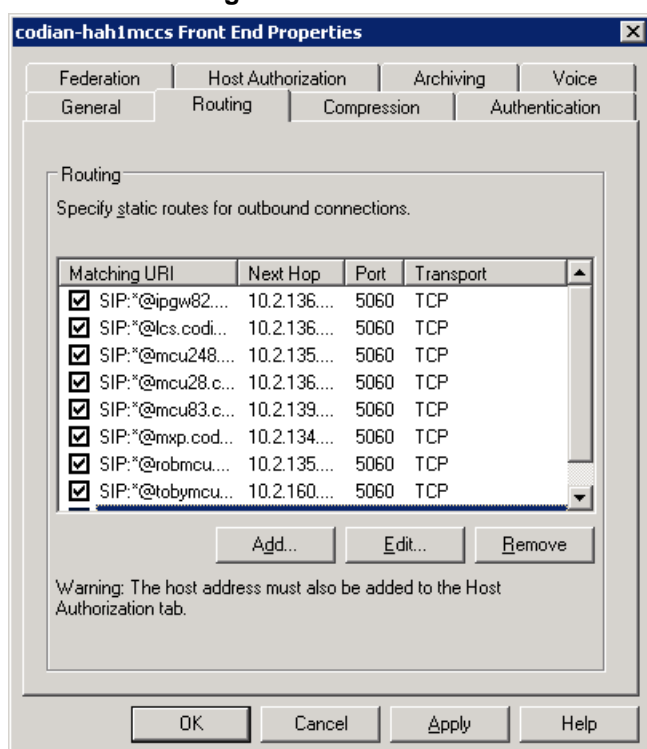 codian-hah1mccs Front End Properties
Federation Host Authorization Archiving Voice
General Routing Compression Authentication
Routing
Specify static routes for outbound connections.
Matching URI Next Hop Port Transport
SIP:*@ipgw82.... 10.2.136.... 5060 TCP
SIP:*@lcs.codi... 10.2.136.... 5060 TCP
SIP:*@mcu248.... 10.2.135.... 5060 TCP
SIP:*@mcu28.c... 10.2.136.... 5060 TCP
SIP:*@mcu83.c... 10.2.139.... 5060 TCP
SIP:*@mxp.cod... 10.2.134.... 5060 TCP
SIP:*@robmcu.... 10.2.135.... 5060 TCP
SIP:*@tobymcu... 10.2.160.... 5060 TCP
Add... Edit... Remove
Warning: The host address must also be added to the Host
Authorization tab.
OK Cancel Apply Help